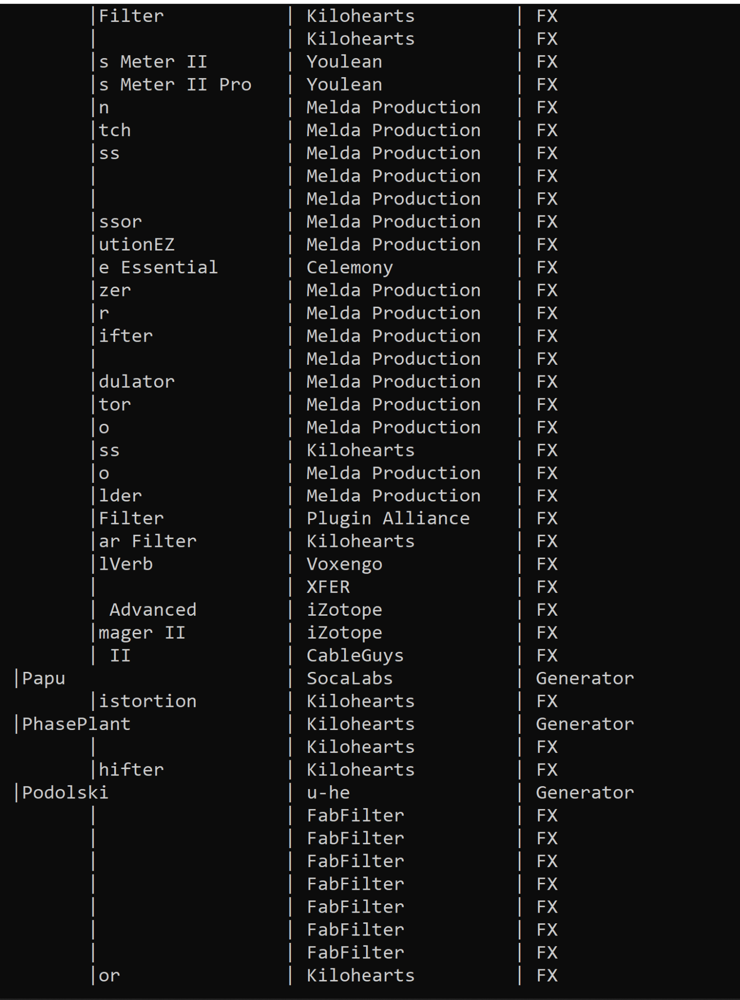 |Filter | Kilohearts | FX
| | Kilohearts | FX
|s Meter II | Youlean | FX
|s Meter II Pro | Youlean | FX
|n | Melda Production | FX
|tch | Melda Production | FX
|ss | Melda Production | FX
| | Melda Production | FX
| | Melda Production | FX
|ssor | Melda Production | FX
|utionEZ | Melda Production | FX
|e Essential | Celemony | FX
|zer | Melda Production | FX
|r | Melda Production | FX
|ifter | Melda Production | FX
| | Melda Production | FX
|dulator | Melda Production | FX
|tor | Melda Production | FX
|o | Melda Production | FX
|ss | Kilohearts | FX
|o | Melda Production | FX
|lder | Melda Production | FX
|Filter | Plugin Alliance | FX
|ar Filter | Kilohearts | FX
|lVerb | Voxengo | FX
| | XFER | FX
| Advanced | iZotope | FX
|mager II | iZotope | FX
| II | CableGuys | FX
|Papu | SocaLabs | Generator
|istortion | Kilohearts | FX
|PhasePlant | Kilohearts | Generator
| | Kilohearts | FX
|hifter | Kilohearts | FX
|Podolski | u-he | Generator
| | FabFilter | FX
| | FabFilter | FX
| | FabFilter | FX
| | FabFilter | FX
| | FabFilter | FX
| | FabFilter | FX
| | FabFilter | FX
|or | Kilohearts | FX